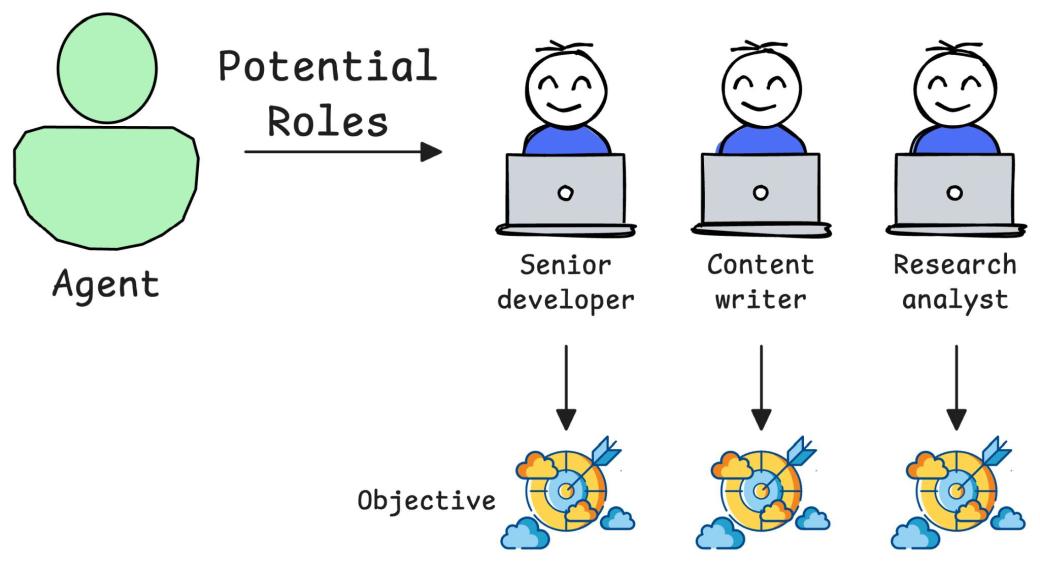 Potential
Roles
Agent
Senior
developer
Content
writer
Research
analyst
Objective